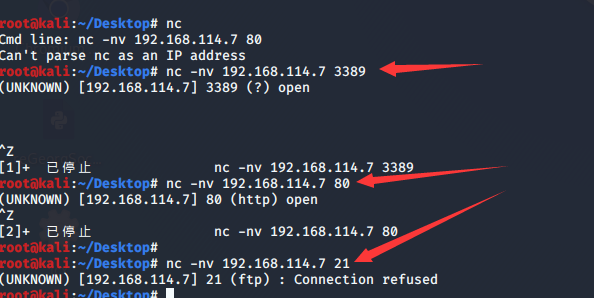 root@kali:~/Desktop# nc
Cmd line: nc -nv 192.168.114.7 80
Can't parse nc as an IP address
root@kali:~/Desktop# nc -nv 192.168.114.7 3389
(UNKNOWN) [192.168.114.7] 3389 (?) open
^Z
[1]+  已停止               nc -nv 192.168.114.7 3389
root@kali:~/Desktop# nc -nv 192.168.114.7 80
(UNKNOWN) [192.168.114.7] 80 (http) open
^Z
[2]+  已停止               nc -nv 192.168.114.7 80
root@kali:~/Desktop#
root@kali:~/Desktop# nc -nv 192.168.114.7 21
(UNKNOWN) [192.168.114.7] 21 (ftp) : Connection refused
root@kali:~/Desktop#